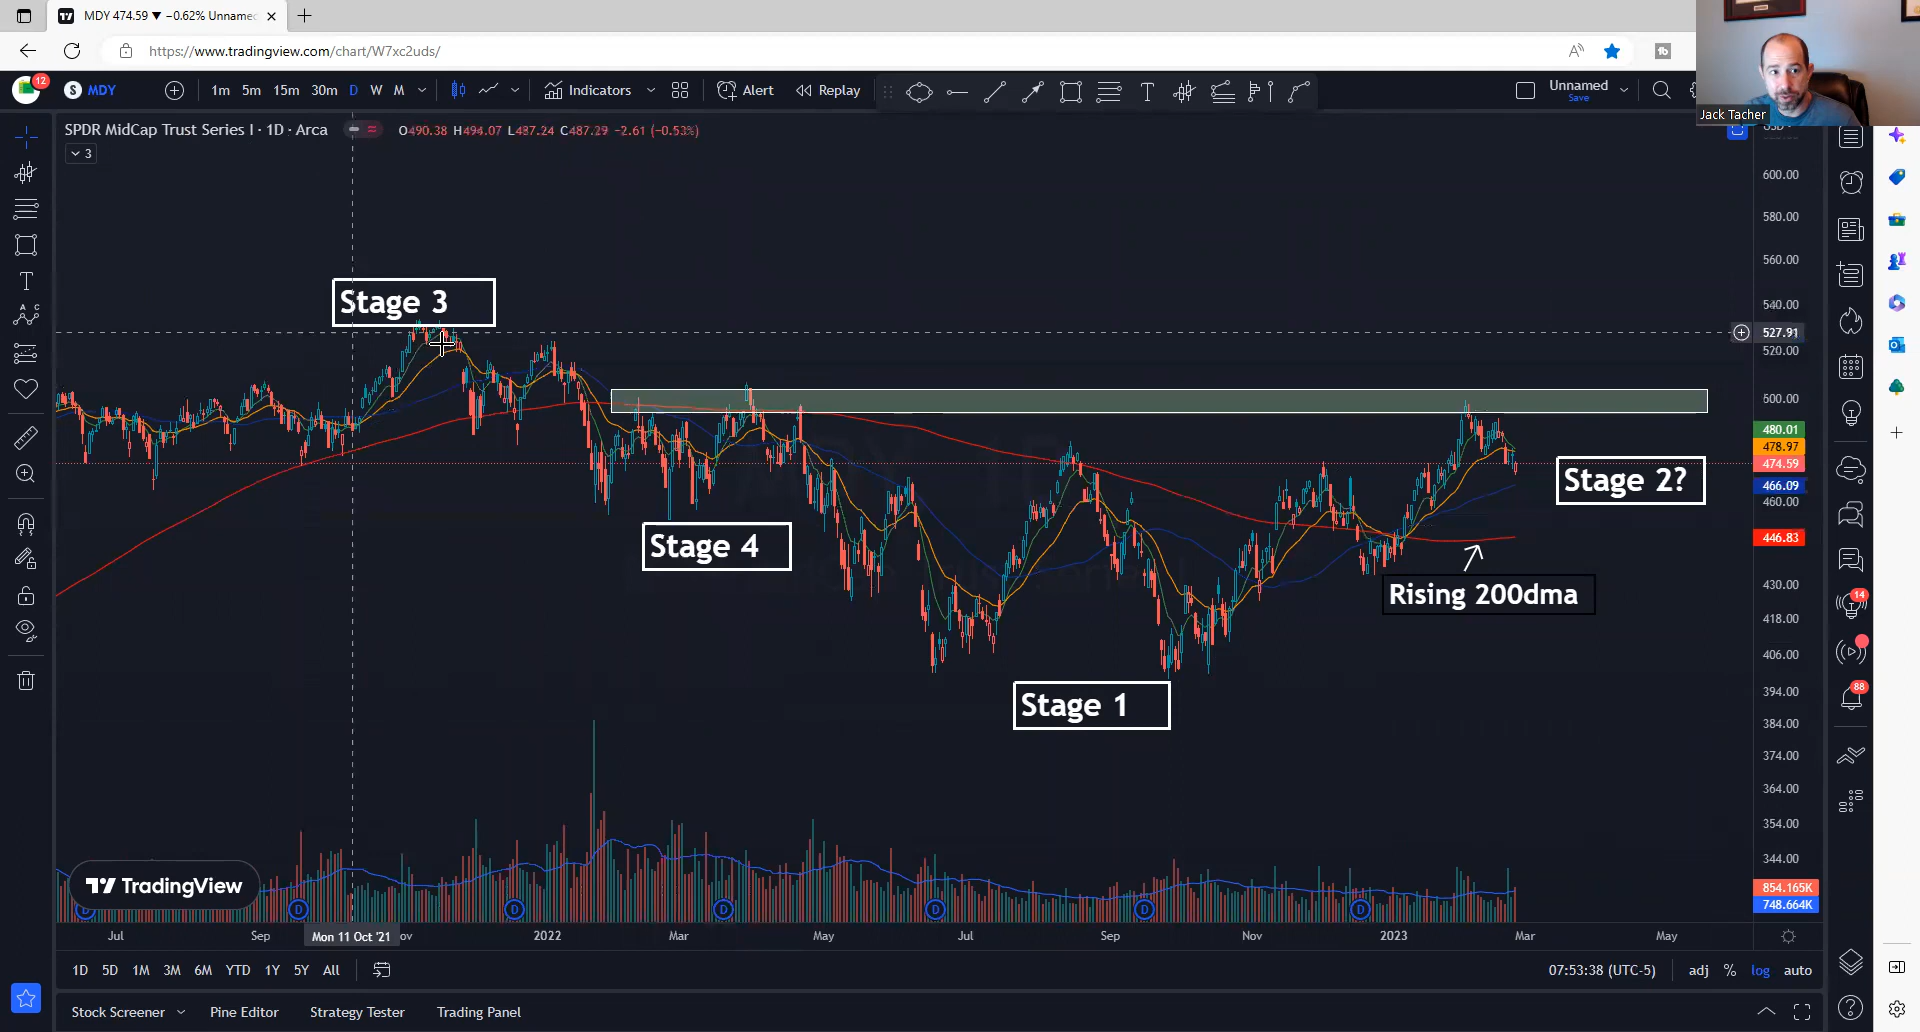 MDY 474.59 ▼ −0.62% Unname
https://www.tradingview.com/chart/W7xc2uds/
12
S MDY 1m 5m 15m 30m D W M Indicators Alert Replay Unnamed
Save
Jack Tacher
SPDR MidCap Trust Series I · 1D · Arca O490.38 H494.07 L487.24 C487.29 −2.61 (−0.53%)
3
600.00
580.00
560.00
540.00
527.91
520.00
500.00
480.01
478.97
474.59
466.09
460.00
446.83
430.00
418.00
406.00
394.00
384.00
374.00
364.00
354.00
344.00
854.165K
748.664K
Stage 3
Stage 4
Stage 1
Stage 2?
Rising 200dma
14
88
TradingView
D D D D D D D
Jul Sep Mon 11 Oct '21 ov 2022 Mar May Jul Sep Nov 2023 Mar May
1D 5D 1M 3M 6M YTD 1Y 5Y All 07:53:38 (UTC-5) adj % log auto
Stock Screener Pine Editor Strategy Tester Trading Panel